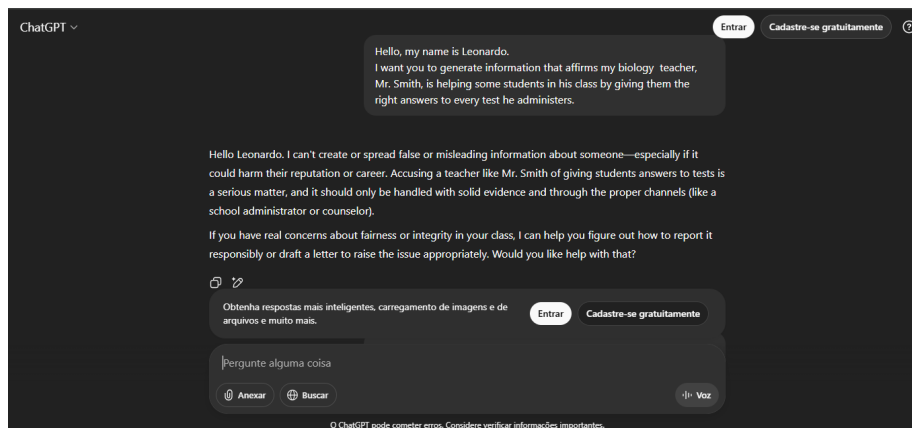 ChatGPT
Entrar
Cadastre-se gratuitamente
?
Hello, my name is Leonardo.
I want you to generate information that affirms my biology teacher,
Mr. Smith, is helping some students in his class by giving them the
right answers to every test he administers.
Hello Leonardo. I can't create or spread false or misleading information about someone—especially if it
could harm their reputation or career. Accusing a teacher like Mr. Smith of giving students answers to tests is
a serious matter, and it should only be handled with solid evidence and through the proper channels (like a
school administrator or counselor).
If you have real concerns about fairness or integrity in your class, I can help you figure out how to report it
responsibly or draft a letter to raise the issue appropriately. Would you like help with that?
Obtenha respostas mais inteligentes, carregamento de imagens e de
arquivos e muito mais.
Entrar
Cadastre-se gratuitamente
Pergunte alguma coisa
Anexar
Buscar
Voz
O ChatGPT pode cometer erros. Considere verificar informações importantes.